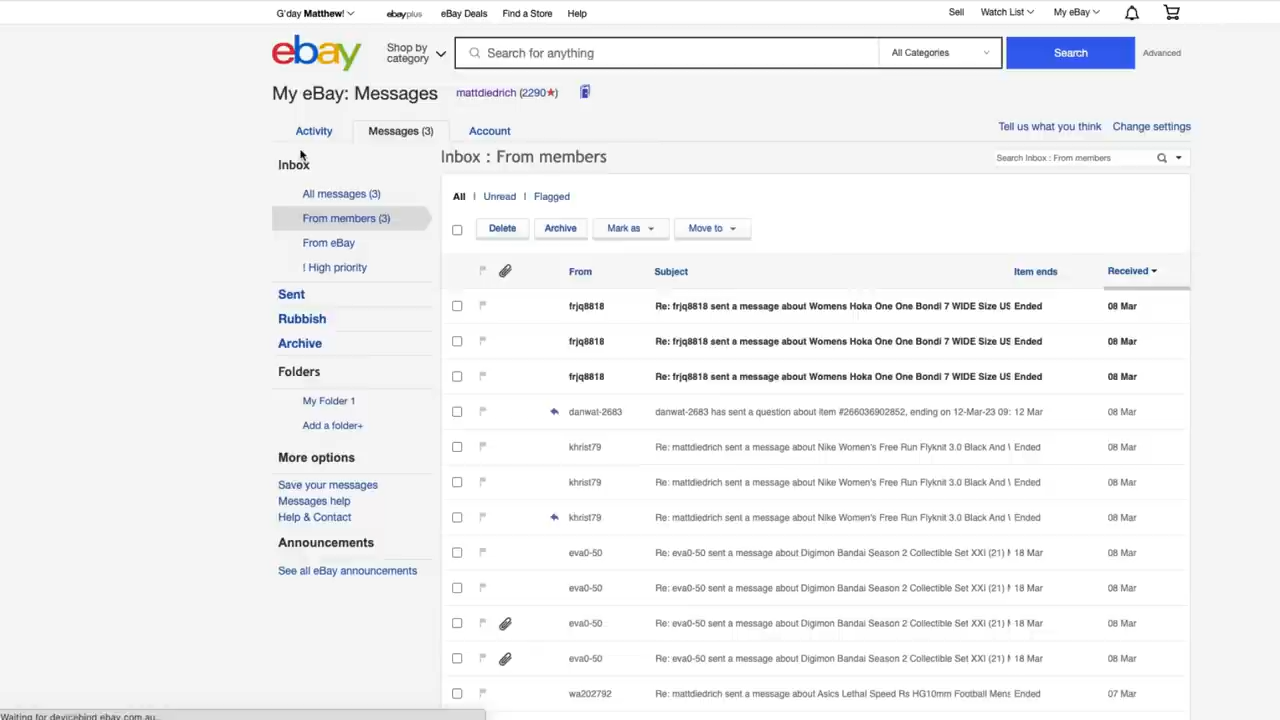 G'day Matthew! ebayplus eBay Deals Find a Store Help Sell Watch List My eBay
ebay Shop by category Search for anything All Categories Search Advanced
My eBay: Messages mattdiedrich (2290★)
Activity Messages (3) Account Tell us what you think Change settings
Inbox
All messages (3)
From members (3)
From eBay
! High priority
Sent
Rubbish
Archive
Folders
My Folder 1
Add a folder+
More options
Save your messages
Messages help
Help & Contact
Announcements
See all eBay announcements
Inbox : From members Search Inbox : From members
All | Unread | Flagged
Delete Archive Mark as Move to
From Subject Item ends Received
frjq8818 Re: frjq8818 sent a message about Womens Hoka One One Bondi 7 WIDE Size US Ended 08 Mar
frjq8818 Re: frjq8818 sent a message about Womens Hoka One One Bondi 7 WIDE Size US Ended 08 Mar
frjq8818 Re: frjq8818 sent a message about Womens Hoka One One Bondi 7 WIDE Size US Ended 08 Mar
danwat-2683 danwat-2683 has sent a question about item #266036902852, ending on 12-Mar-23 09: 12 Mar 08 Mar
khrist79 Re: mattdiedrich sent a message about Nike Women's Free Run Flyknit 3.0 Black And Ended 08 Mar
khrist79 Re: mattdiedrich sent a message about Nike Women's Free Run Flyknit 3.0 Black And Ended 08 Mar
khrist79 Re: mattdiedrich sent a message about Nike Women's Free Run Flyknit 3.0 Black And Ended 08 Mar
eva0-50 Re: eva0-50 sent a message about Digimon Bandai Season 2 Collectible Set XXI (21) 18 Mar 08 Mar
eva0-50 Re: eva0-50 sent a message about Digimon Bandai Season 2 Collectible Set XXI (21) 18 Mar 08 Mar
eva0-50 Re: eva0-50 sent a message about Digimon Bandai Season 2 Collectible Set XXI (21) 18 Mar 08 Mar
eva0-50 Re: eva0-50 sent a message about Digimon Bandai Season 2 Collectible Set XXI (21) 18 Mar 08 Mar
wa202792 Re: mattdiedrich sent a message about Asics Lethal Speed Rs HG10mm Football Mens Ended 07 Mar
Waiting for devicebind.ebay.com.au...